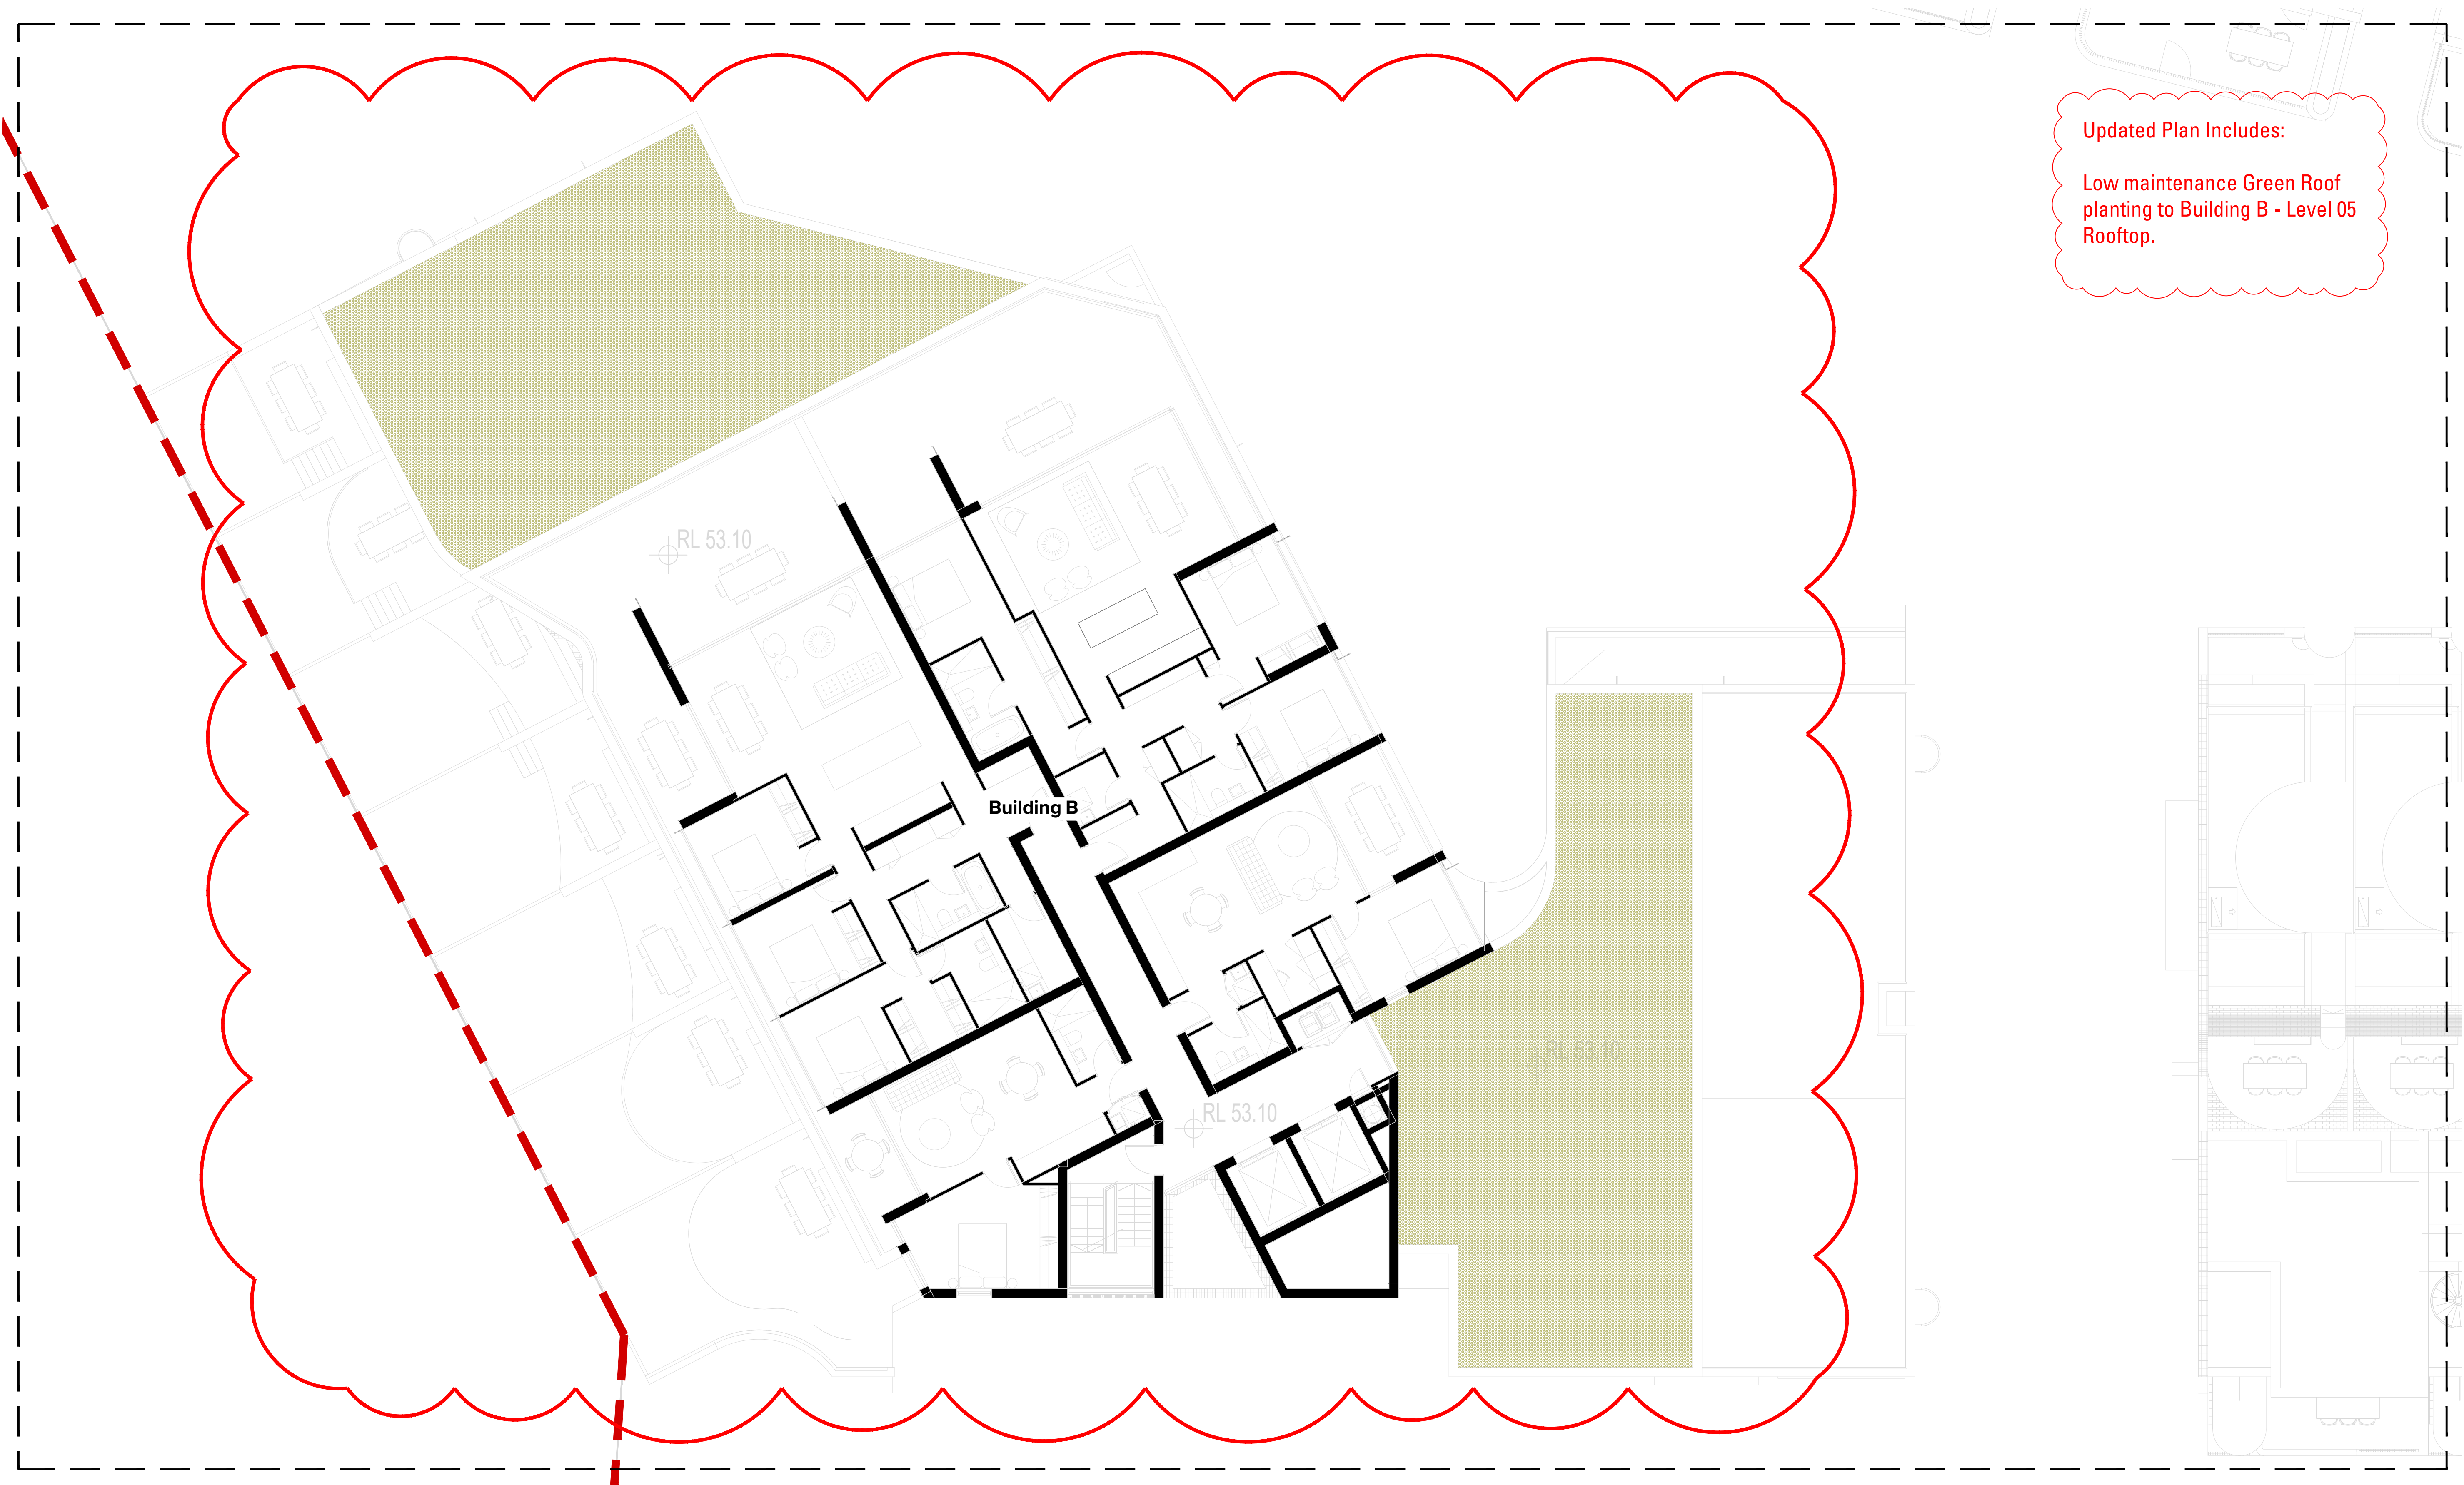 Updated Plan Includes:
Low maintenance Green Roof
planting to Building B - Level 05
Rooftop.
RL 53.10
Building B
RL 53.10
RL 53.10